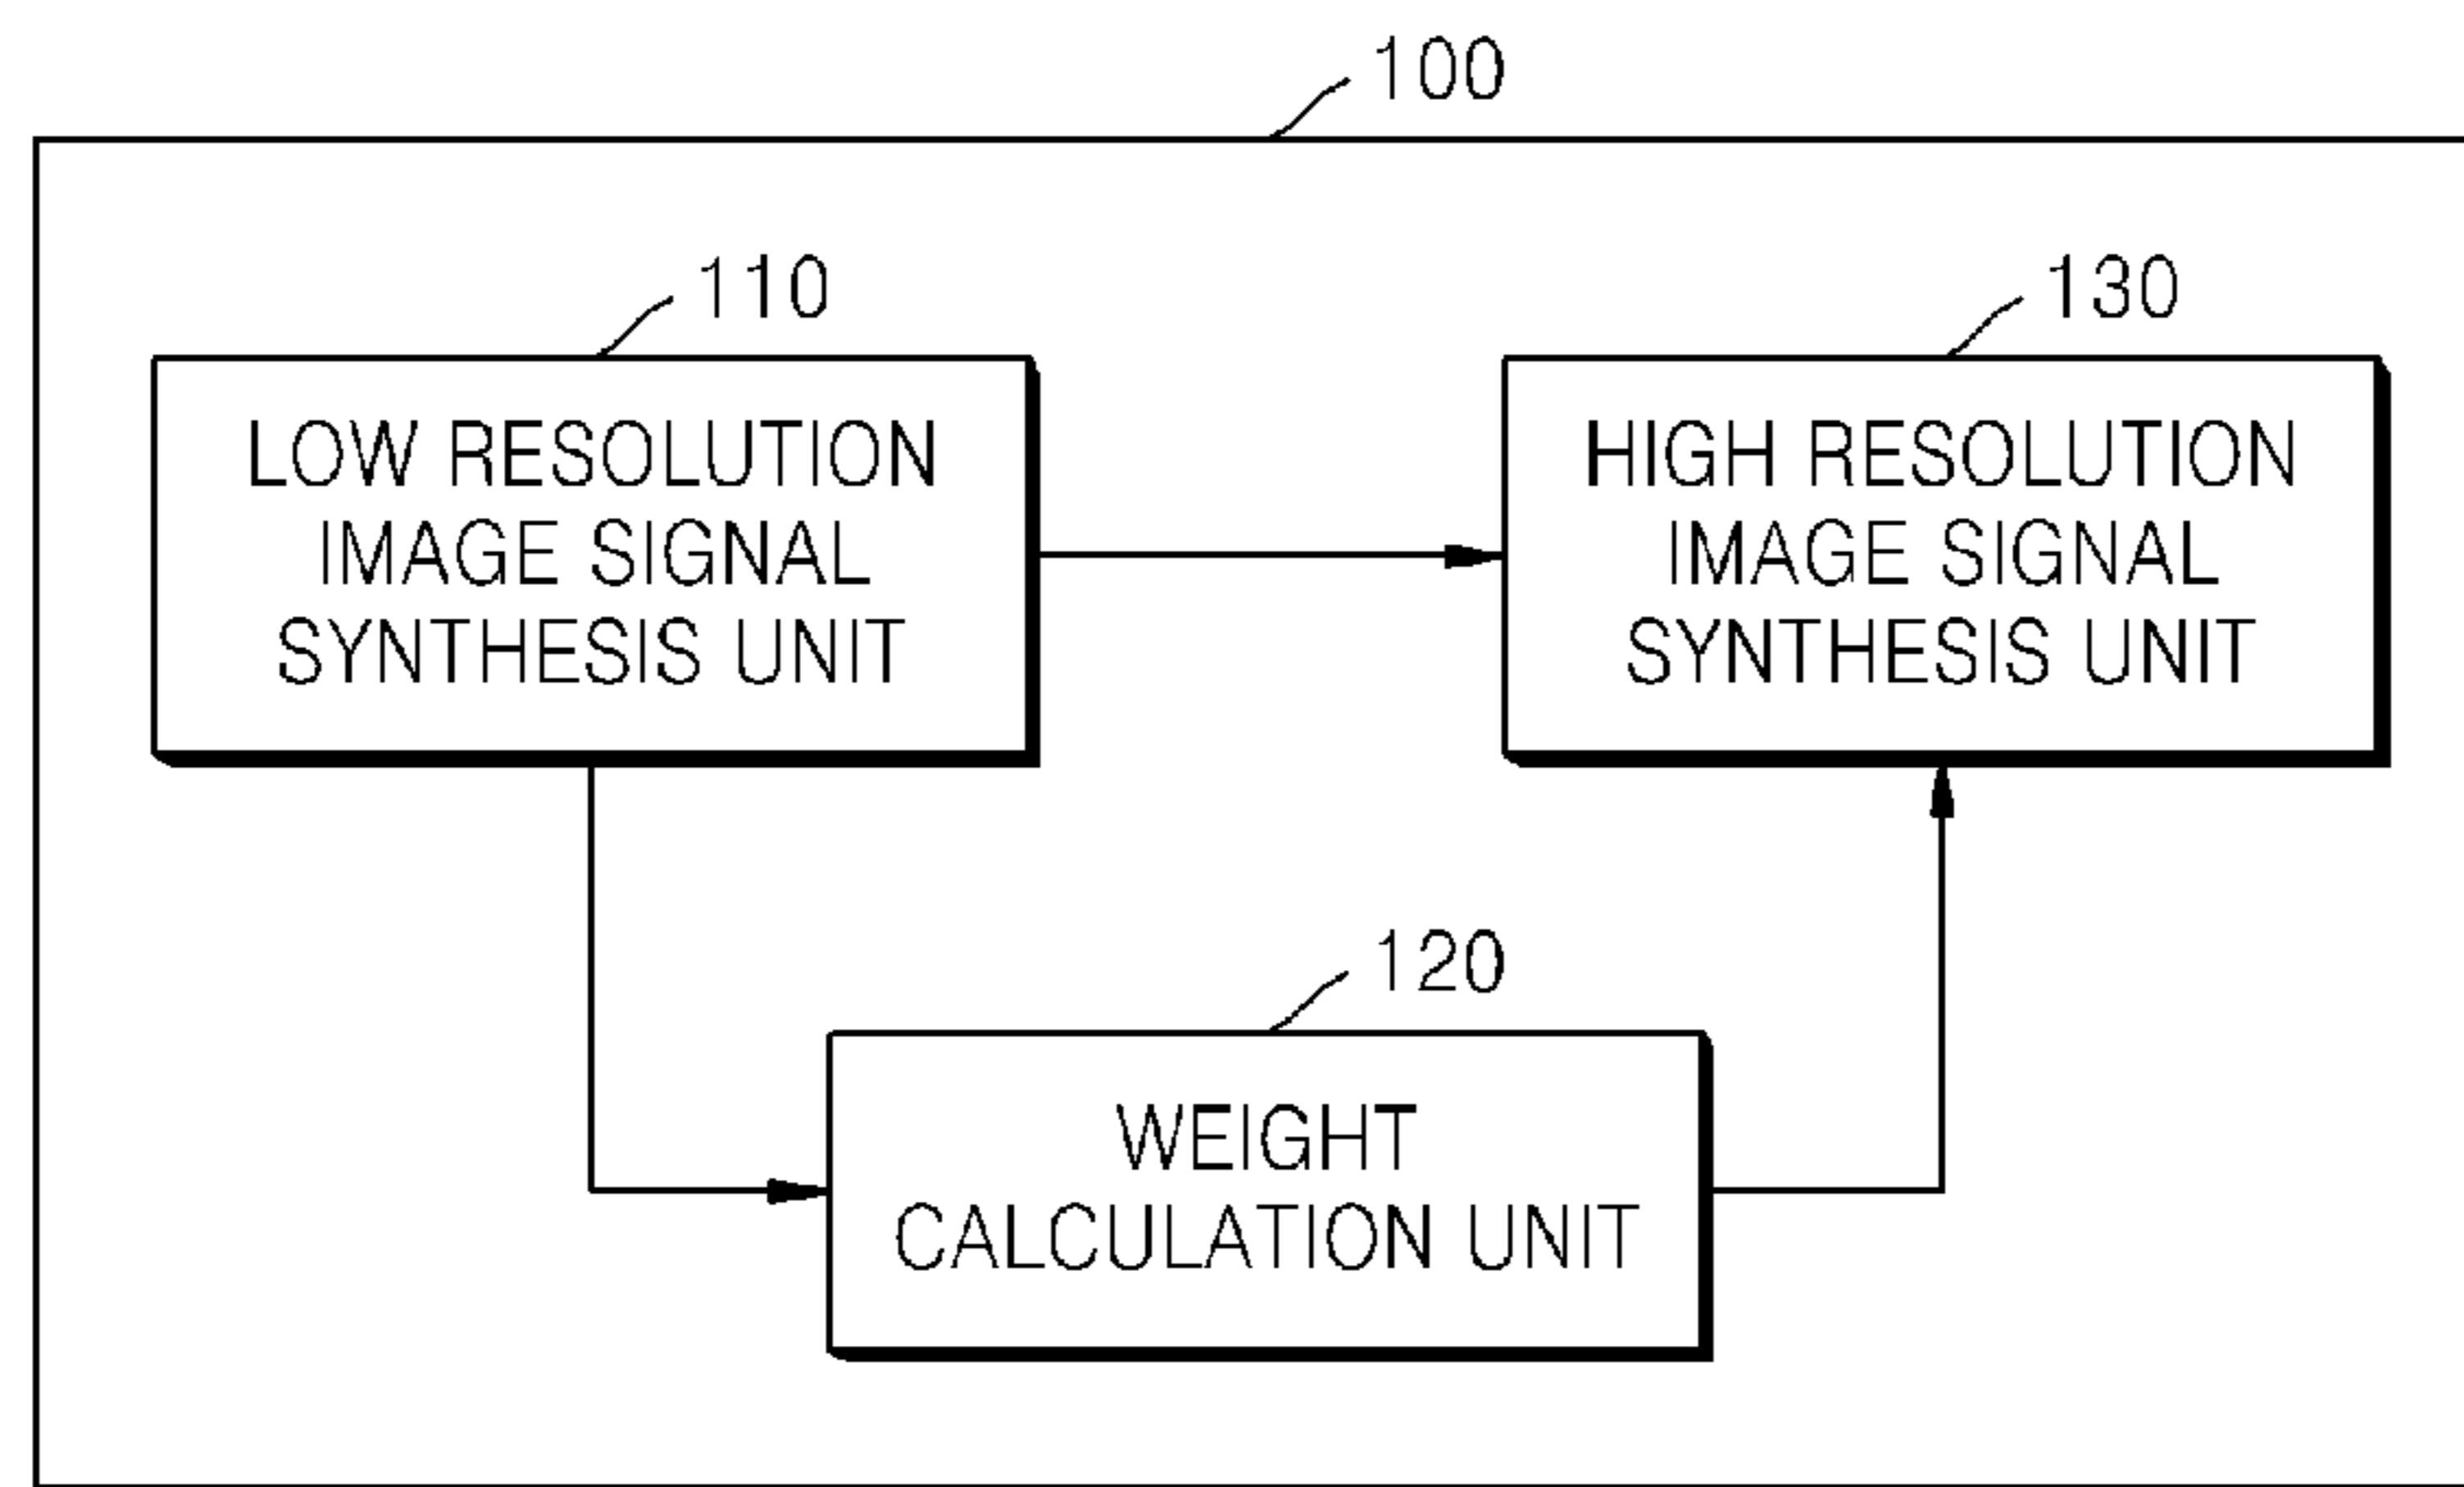 100
110
LOW RESOLUTION
IMAGE SIGNAL
SYNTHESIS UNIT
130
HIGH RESOLUTION
IMAGE SIGNAL
SYNTHESIS UNIT
120
WEIGHT
CALCULATION UNIT